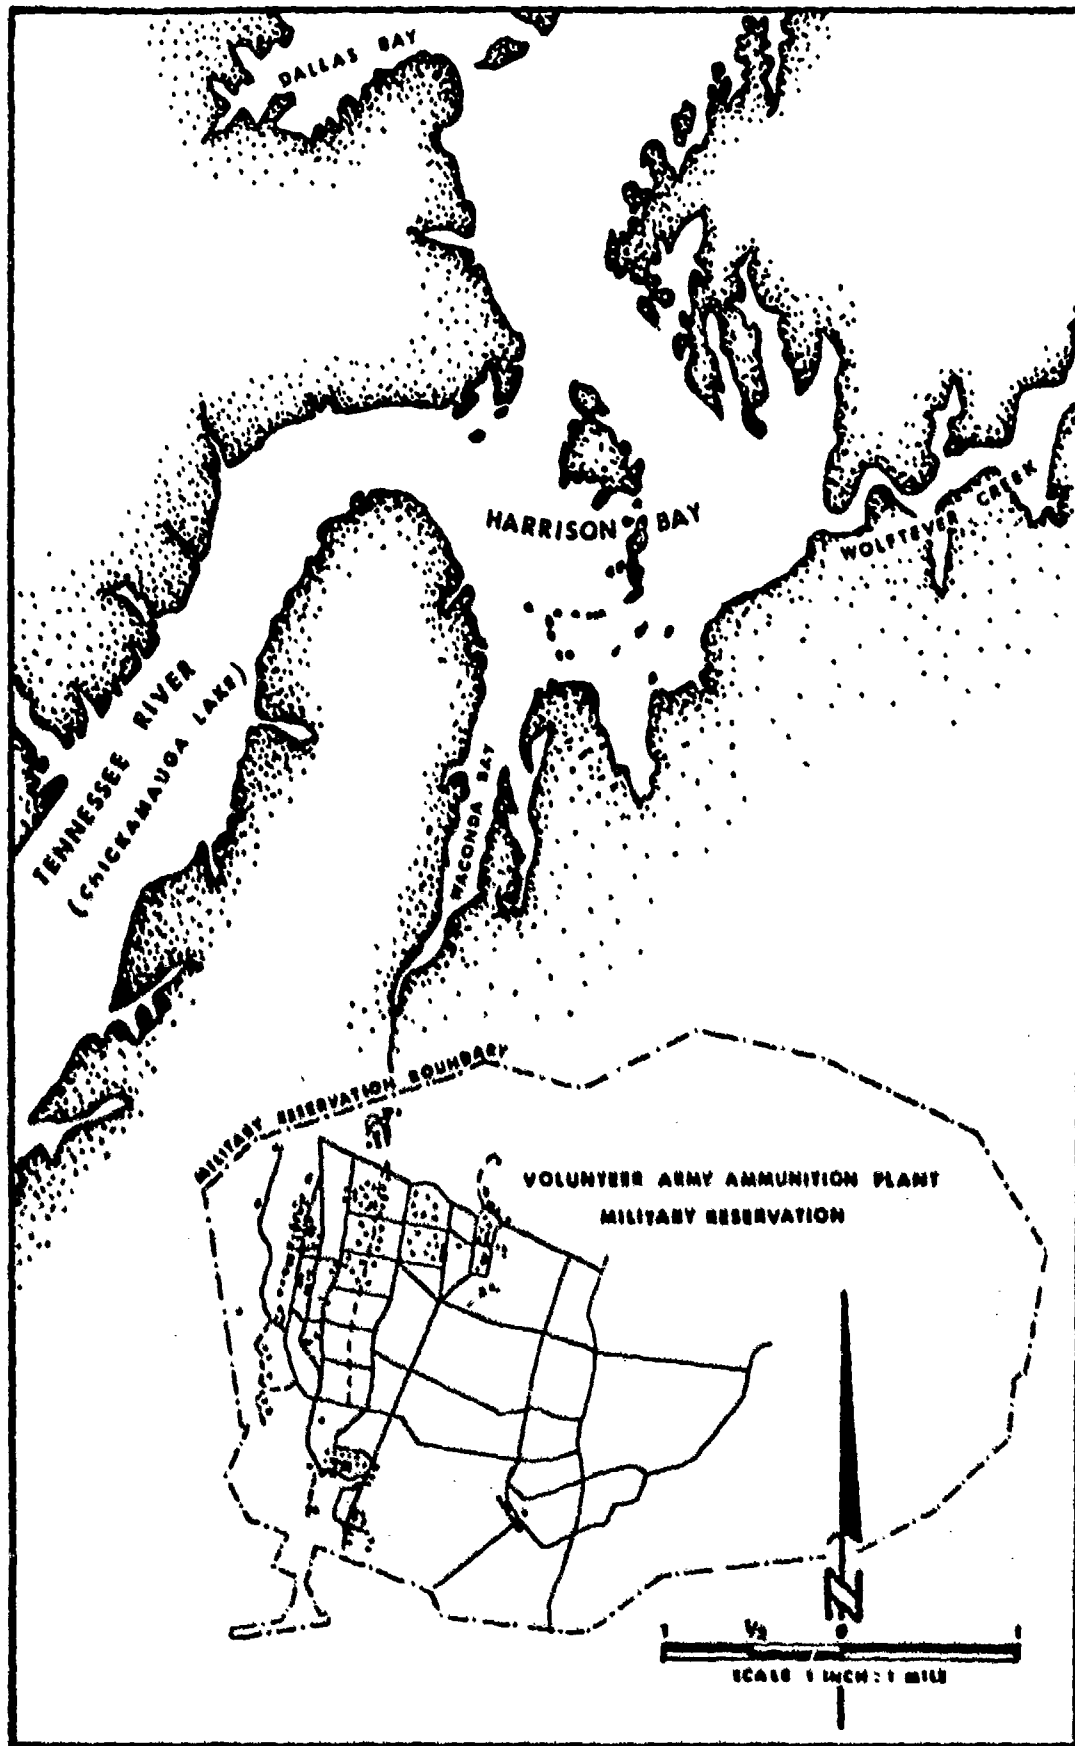 DALLAS BAY
HARRISON BAY
WOLFTEVER CREEK
TENNESSEE RIVER
(CHICKAMAUGA LAKE)
WACONDA BAY
MILITARY RESERVATION BOUNDARY
VOLUNTEER ARMY AMMUNITION PLANT
MILITARY RESERVATION
N
1 1/2 0 1
SCALE 1 INCH : 1 MILE